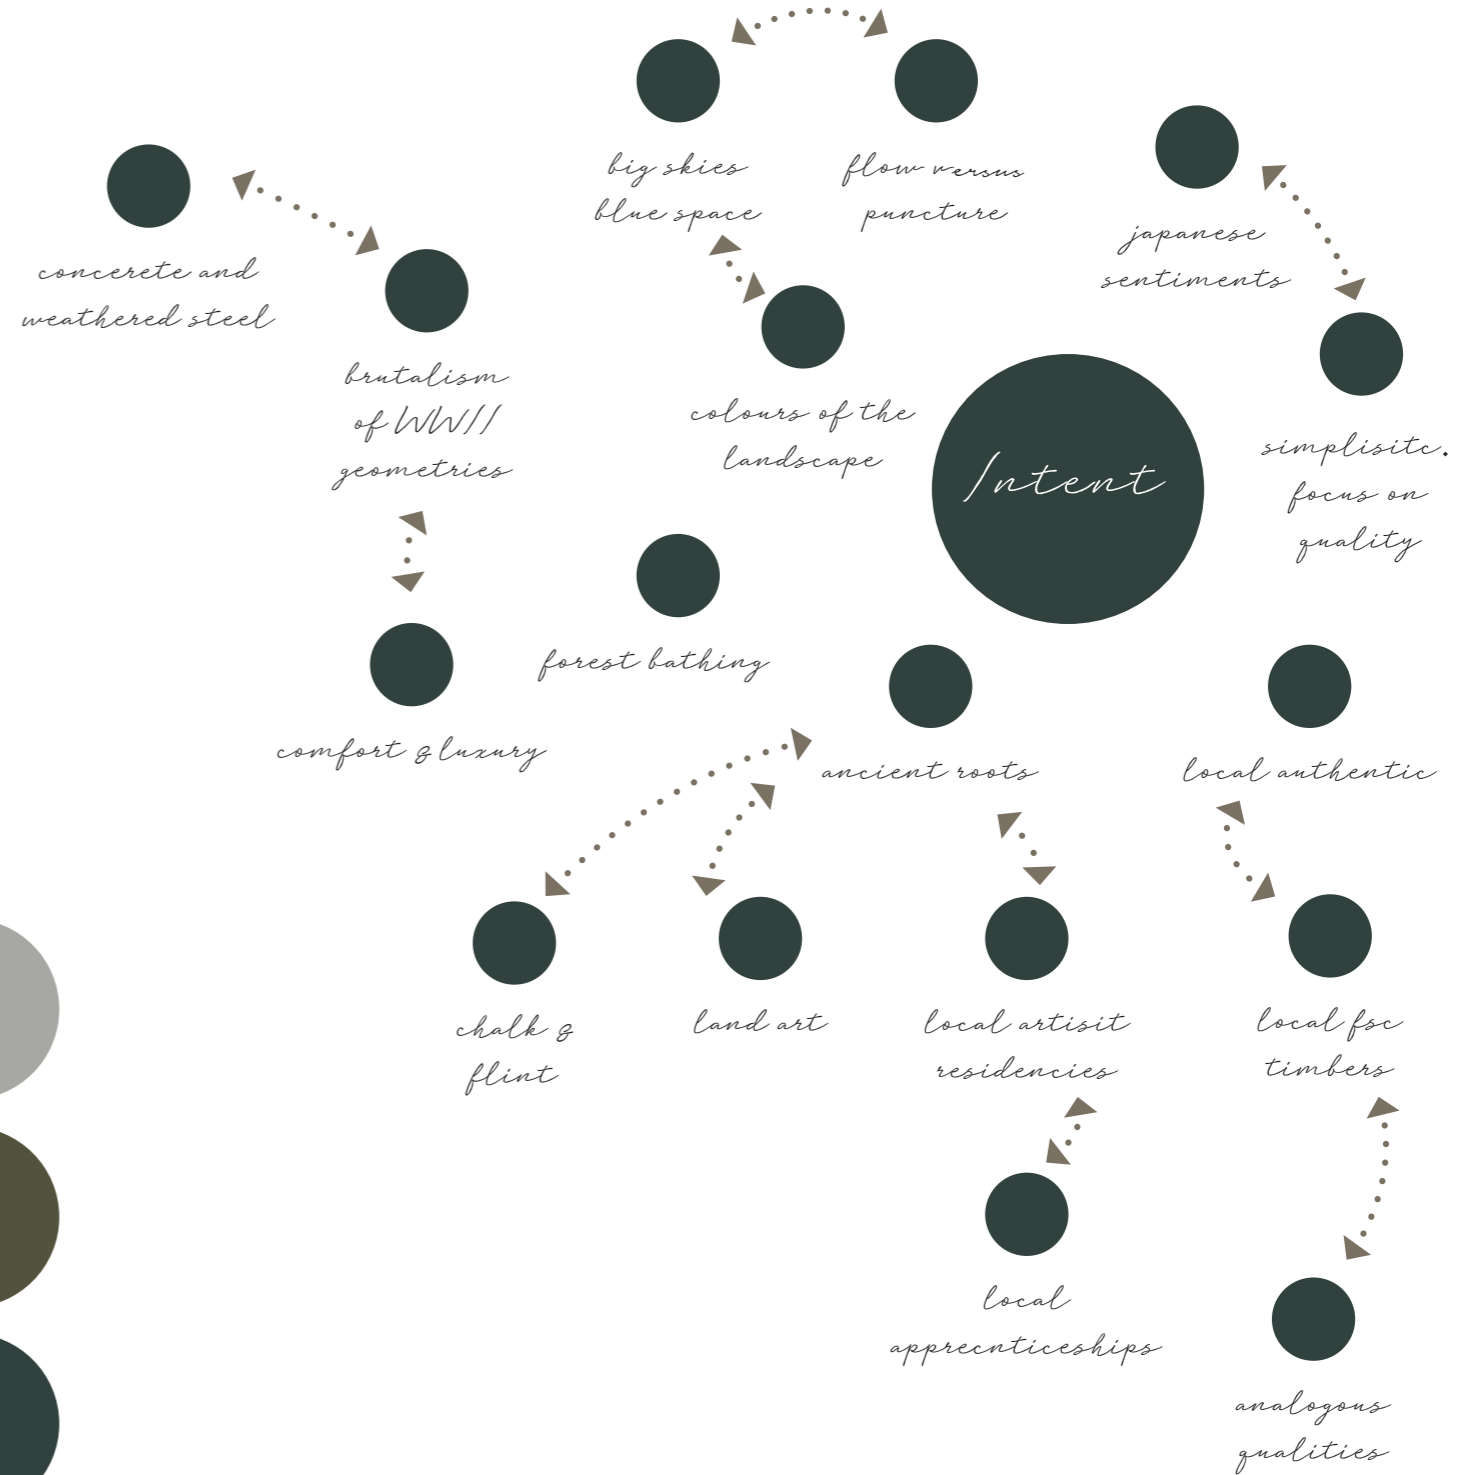 big skies
blue space
flow versus
puncture
japanese
sentiments
concerete and
weathered steel
brutalism
of WWII
geometries
colours of the
landscape
Intent
simplisitc.
focus on
quality
forest bathing
comfort & luxury
ancient roots
local authentic
chalk &
flint
land art
local artisit
residencies
local fsc
timbers
local
apprecnticeships
analogous
qualities